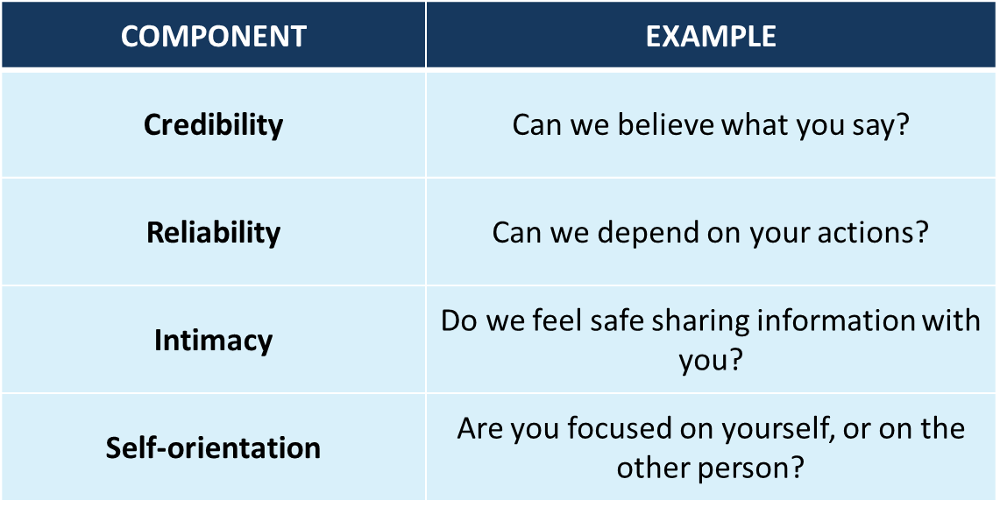 COMPONENT
EXAMPLE
Credibility
Can we believe what you say?
Reliability
Can we depend on your actions?
Intimacy
Do we feel safe sharing information with
you?
Self-orientation
Are you focused on yourself, or on the
other person?